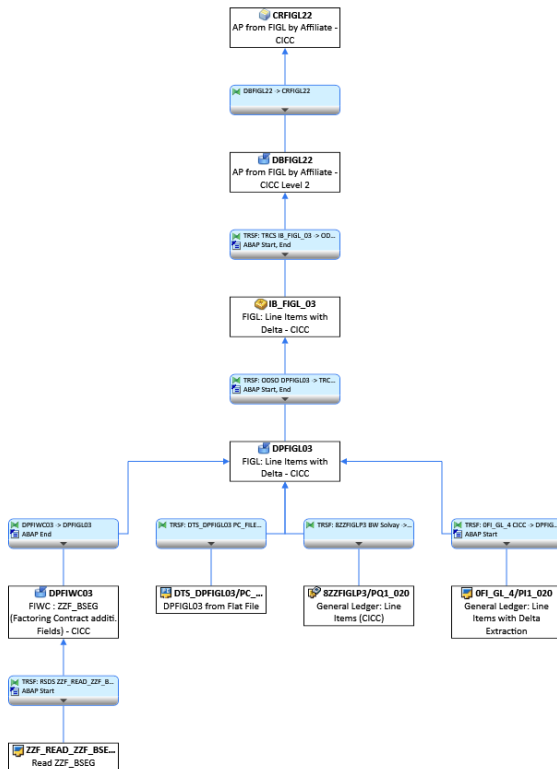 CRFIGL22
AP from FIGL by Affiliate -
CICC
DBFIGL22 -> CRFIGL22
DBFIGL22
AP from FIGL by Affiliate -
CICC Level 2
TRSF: TRCS IB_FIGL_03 -> OD...
ABAP Start, End
IB_FIGL_03
FIGL: Line Items with
Delta - CICC
TRSF: ODSO DPFIGL03 -> TRC...
ABAP Start, End
DPFIGL03
FIGL: Line Items with
Delta - CICC
DPFIWC03 -> DPFIGL03
ABAP End
TRSF: DTS_DPFIGL03 PC_FILE...
TRSF: 8ZZFIGLP3 BW Solvay ->...
TRSF: 0FI_GL_4 CICC -> DPFIG...
ABAP Start
DPFIWC03
FIWC : ZZF_BSEG
(Factoring Contract additi.
Fields) - CICC
DTS_DPFIGL03/PC_...
DPFIGL03 from Flat File
8ZZFIGLP3/PQ1_020
General Ledger: Line
Items (CICC)
0FI_GL_4/PI1_020
General Ledger: Line
Items with Delta
Extraction
TRSF: RSDS ZZF_READ_ZZF_B...
ABAP Start
ZZF_READ_ZZF_BSE...
Read ZZF_BSEG